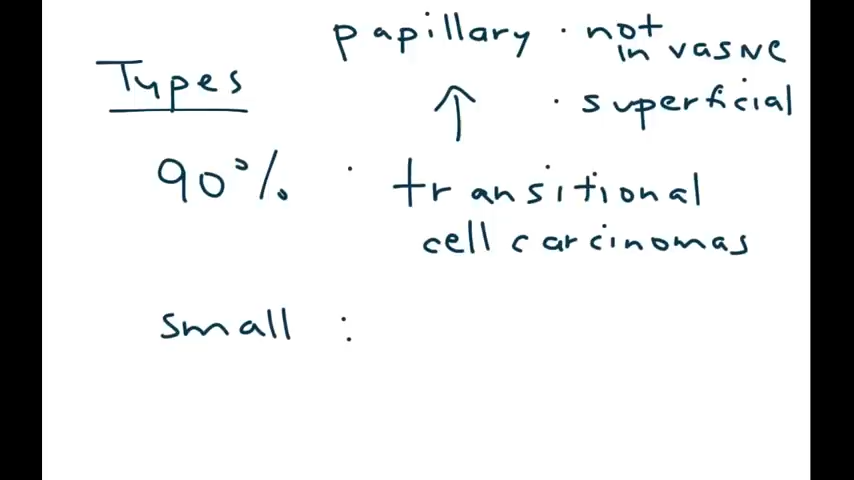 papillary · not
in vasive
Types
· superficial
90% · transitional
cell carcinomas
small :